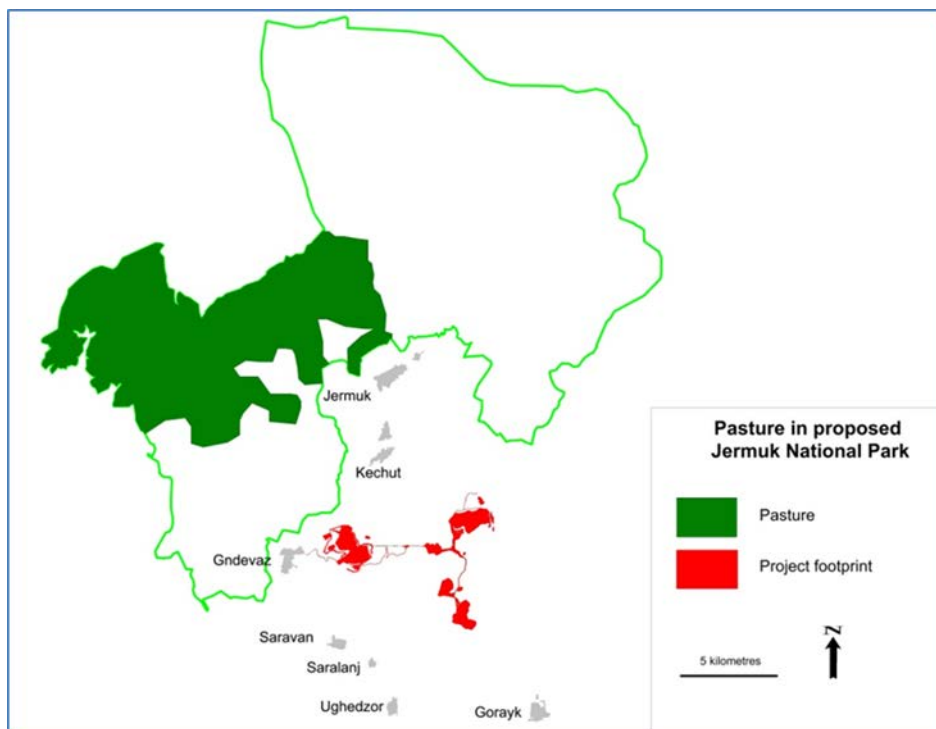 Jermuk
Kechut
Gndevaz
Saravan
Saralanj
Ughedzor
Gorayk
Pasture in proposed
Jermuk National Park
Pasture
Project footprint
5 kilometres
N